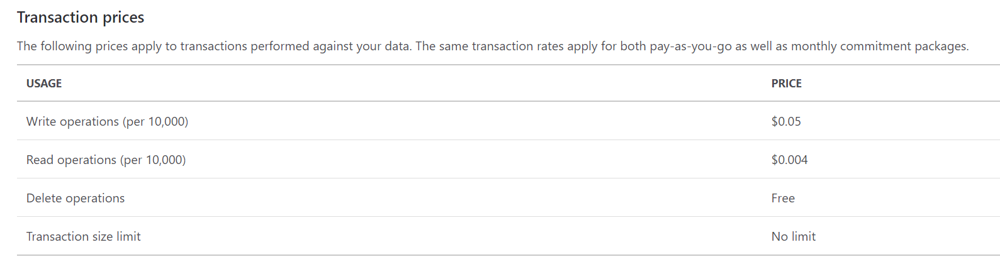 Transaction prices
The following prices apply to transactions performed against your data. The same transaction rates apply for both pay-as-you-go as well as monthly commitment packages.
USAGE PRICE
Write operations (per 10,000) $0.05
Read operations (per 10,000) $0.004
Delete operations Free
Transaction size limit No limit